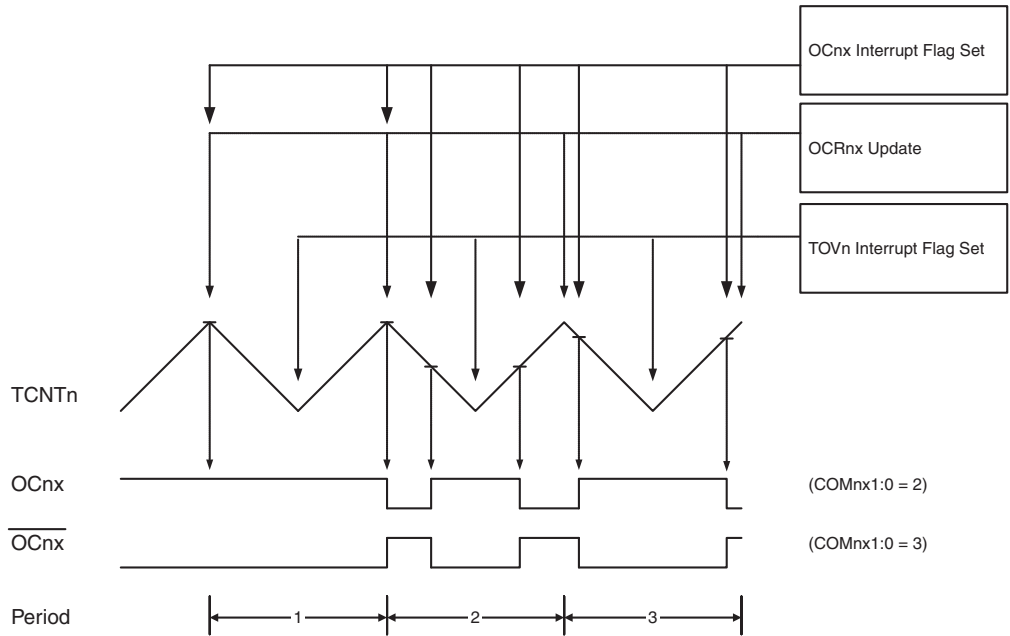 OCnx Interrupt Flag Set
OCRnx Update
TOVn Interrupt Flag Set
TCNTn
OCnx (COMnx1:0 = 2)
OCnx (COMnx1:0 = 3)
Period 1 2 3